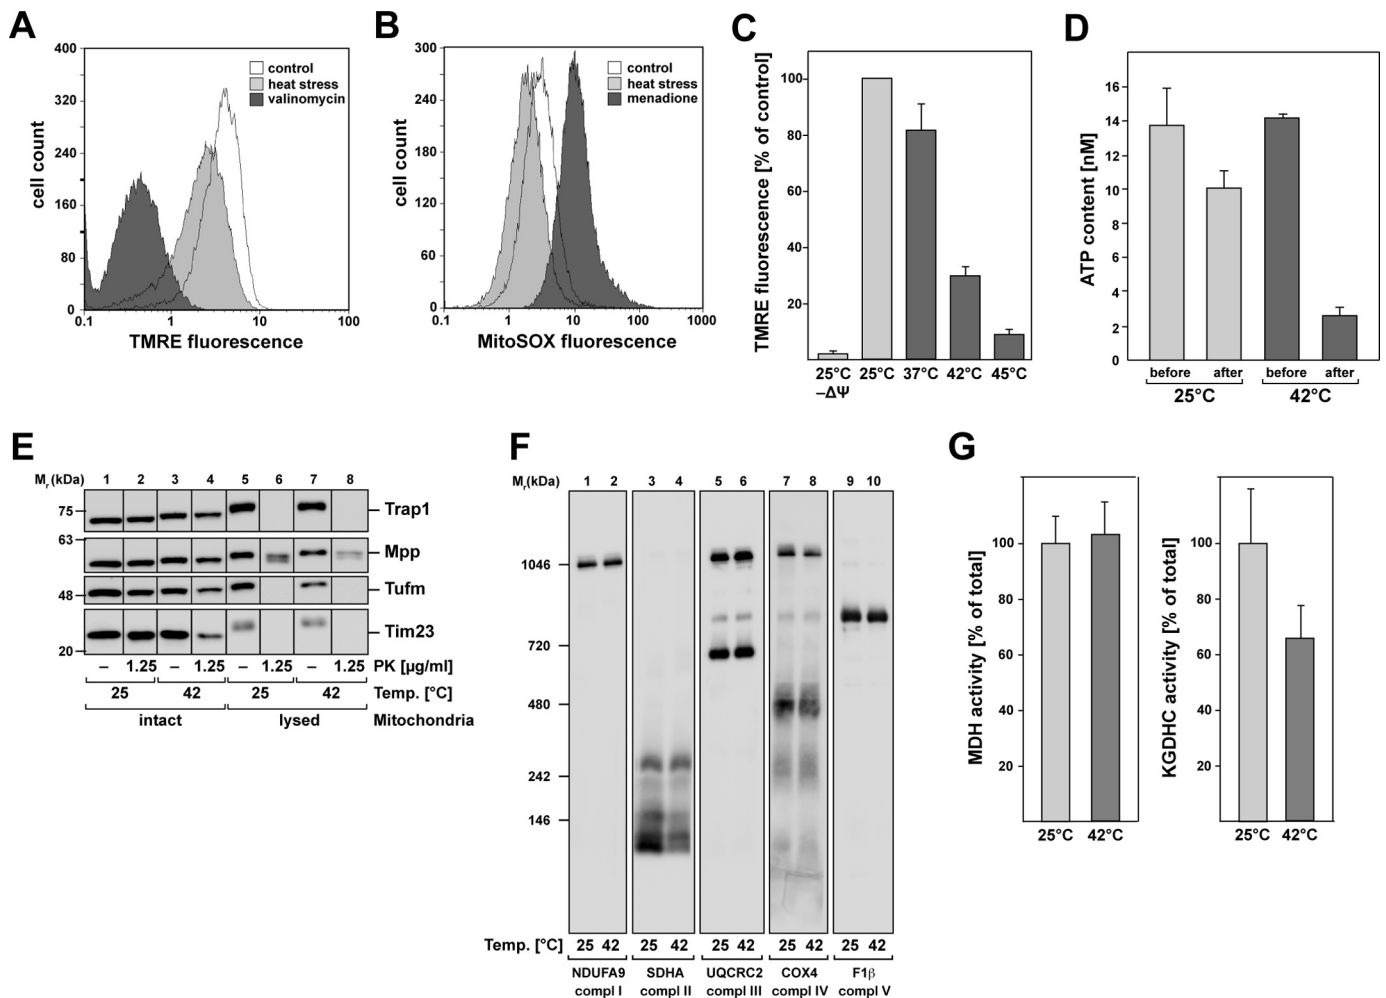 A
400
320
240
160
80
0
cell count
control
heat stress
valinomycin
0.1 1 10 100
TMRE fluorescence
B
300
240
180
120
60
0
cell count
control
heat stress
menadione
0.1 1 10 100 1000
MitoSOX fluorescence
C
TMRE fluorescence [% of control]
100
80
60
40
20
25°C 25°C 37°C 42°C 45°C
–ΔΨ
D
ATP content [nM]
16
14
12
10
8
6
4
2
0
before after before after
25°C 42°C
E
Mr(kDa) 1 2 3 4 5 6 7 8
75 Trap1
63
Mpp
48 Tufm
Tim23
20
– 1.25 – 1.25 – 1.25 – 1.25 PK [µg/ml]
25 42 25 42 Temp. [°C]
intact lysed Mitochondria
F
Mr(kDa) 1 2 3 4 5 6 7 8 9 10
1046
720
480
242
146
Temp. [°C] 25 42 25 42 25 42 25 42 25 42
NDUFA9 SDHA UQCRC2 COX4 F1β
compl I compl II compl III compl IV compl V
G
MDH activity [% of total]
100
80
60
40
20
25°C 42°C
KGDHC activity [% of total]
100
80
60
40
20
25°C 42°C